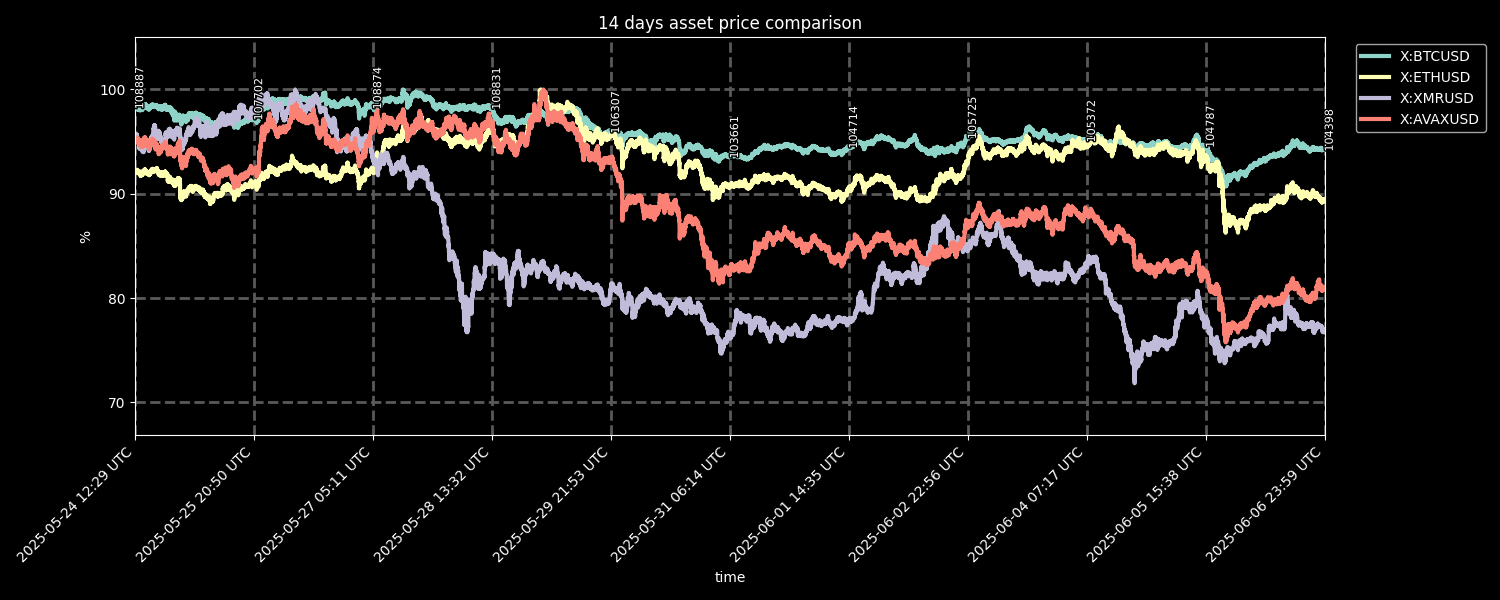 14 days asset price comparison
X:BTCUSD
X:ETHUSD
X:XMRUSD
X:AVAXUSD
100
90
80
70
%
108887
107702
108874
108831
106307
103661
104714
105725
105372
104787
104398
2025-05-24 12:29 UTC
2025-05-25 20:50 UTC
2025-05-27 05:11 UTC
2025-05-28 13:32 UTC
2025-05-29 21:53 UTC
2025-05-31 06:14 UTC
2025-06-01 14:35 UTC
2025-06-02 22:56 UTC
2025-06-04 07:17 UTC
2025-06-05 15:38 UTC
2025-06-06 23:59 UTC
time